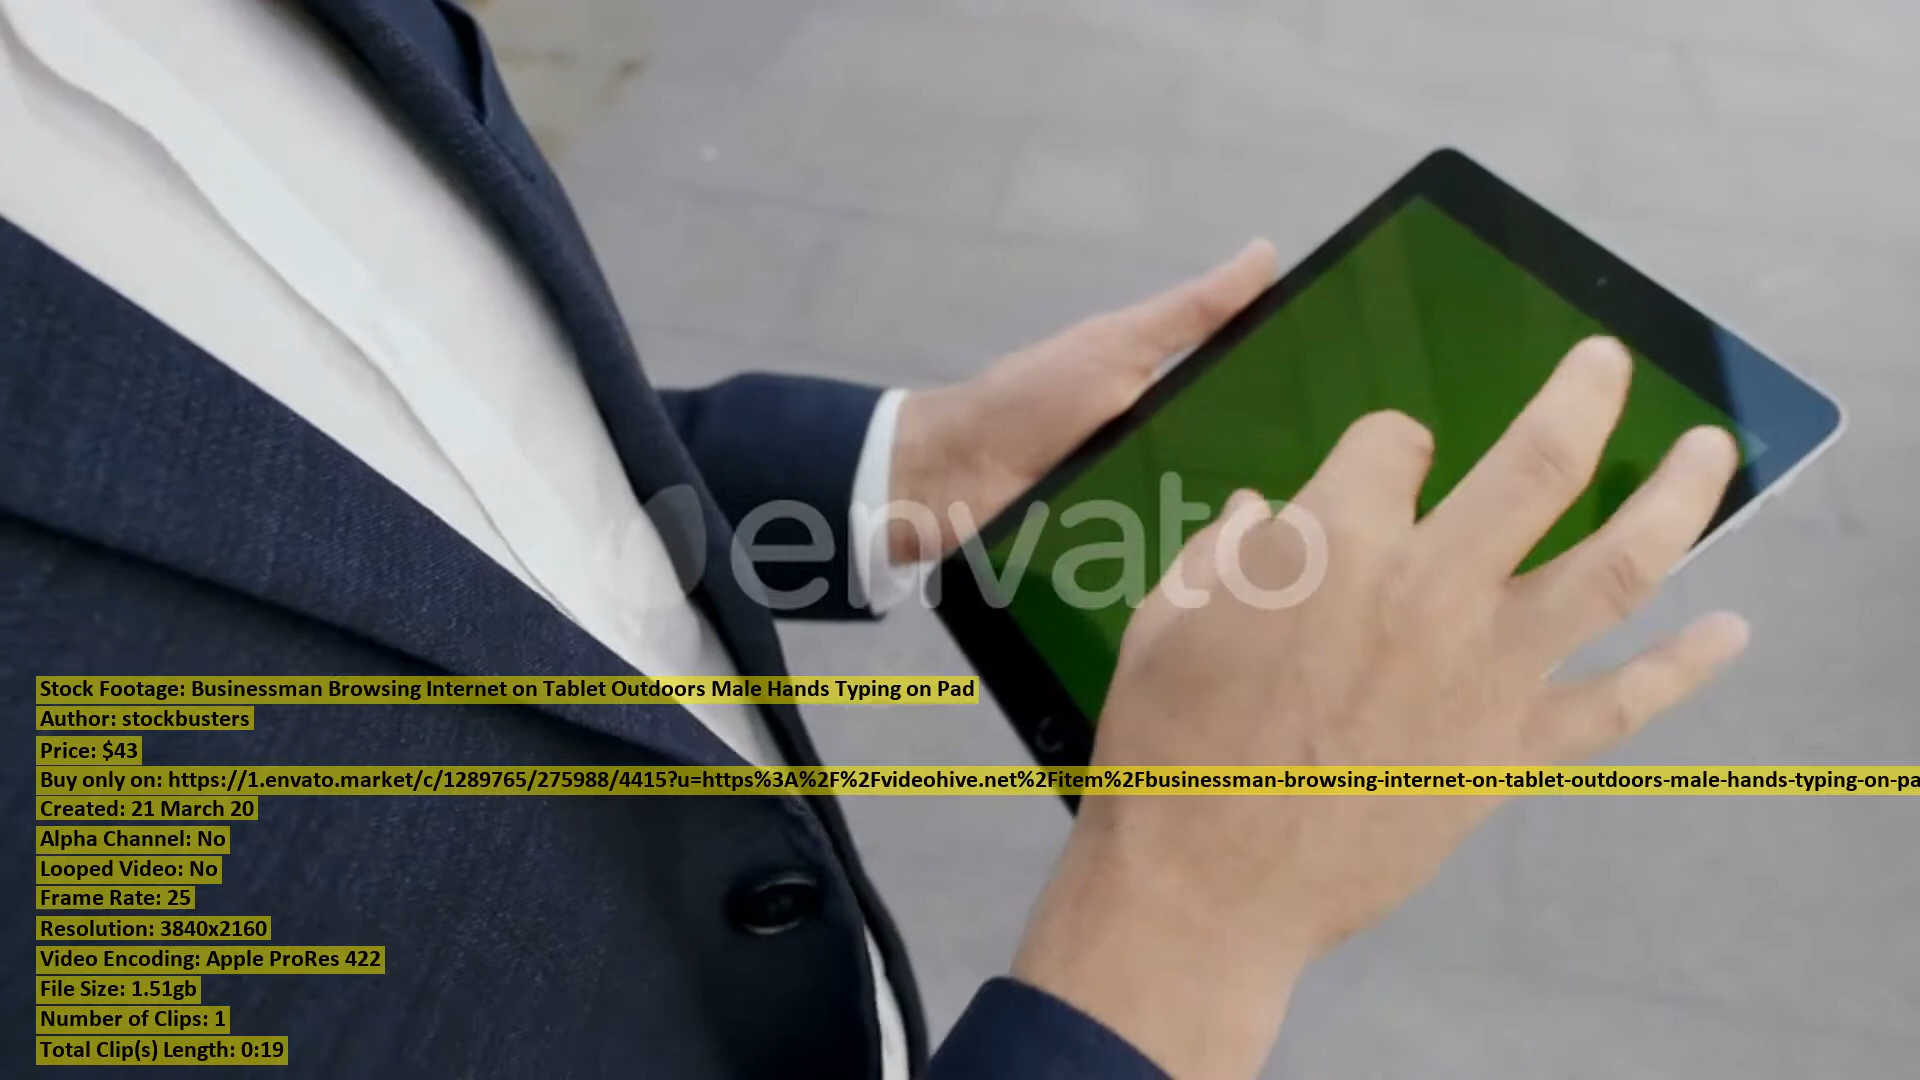 envato
Stock Footage: Businessman Browsing Internet on Tablet Outdoors Male Hands Typing on Pad
Author: stockbusters
Price: $43
Buy only on: https://1.envato.market/c/1289765/275988/4415?u=https%3A%2F%2Fvideohive.net%2Fitem%2Fbusinessman-browsing-internet-on-tablet-outdoors-male-hands-typing-on-pa
Created: 21 March 20
Alpha Channel: No
Looped Video: No
Frame Rate: 25
Resolution: 3840x2160
Video Encoding: Apple ProRes 422
File Size: 1.51gb
Number of Clips: 1
Total Clip(s) Length: 0:19